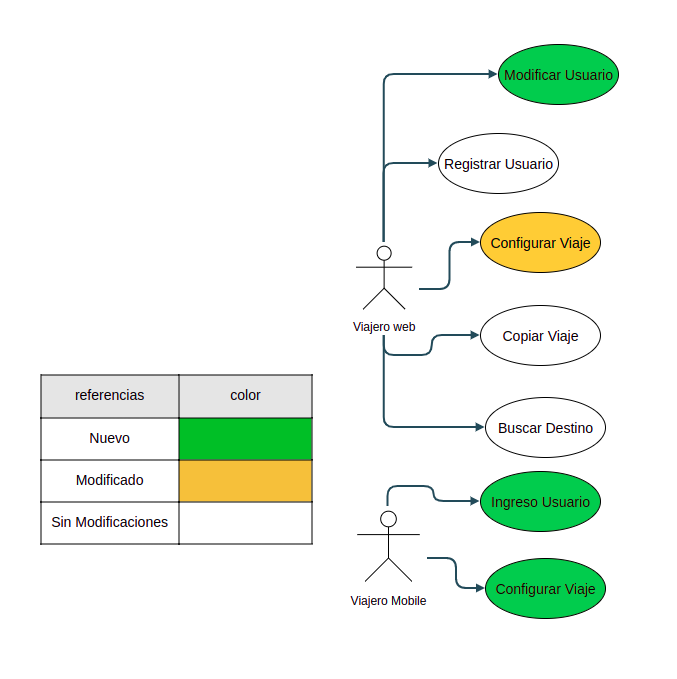 Modificar Usuario
Registrar Usuario
Configurar Viaje
Viajero web
Copiar Viaje
referencias color
Nuevo
Buscar Destino
Modificado
Ingreso Usuario
Sin Modificaciones
Configurar Viaje
Viajero Mobile